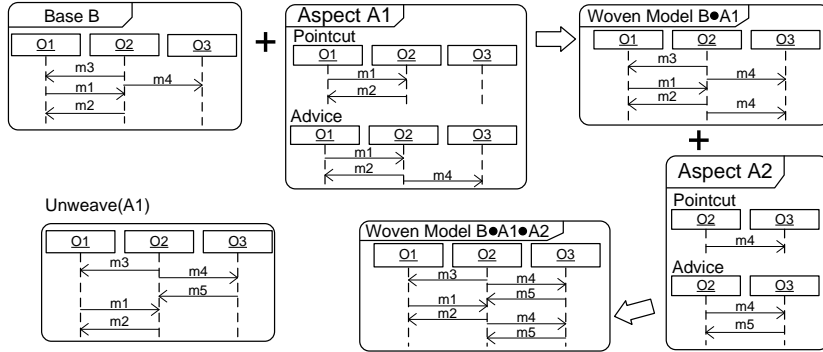 Base B
O1 O2 O3
m3
m4
m1
m2
+
Aspect A1
Pointcut
O1 O2 O3
m1
m2
Advice
O1 O2 O3
m1
m2 m4
Woven Model B●A1
O1 O2 O3
m3
m4
m1
m2
m4
+
Aspect A2
Pointcut
O2 O3
m4
Advice
O2 O3
m4
m5
Unweave(A1)
O1 O2 O3
m3 m4
m5
m1
m2
Woven Model B●A1●A2
O1 O2 O3
m3 m4
m1 m5
m2 m4
m5